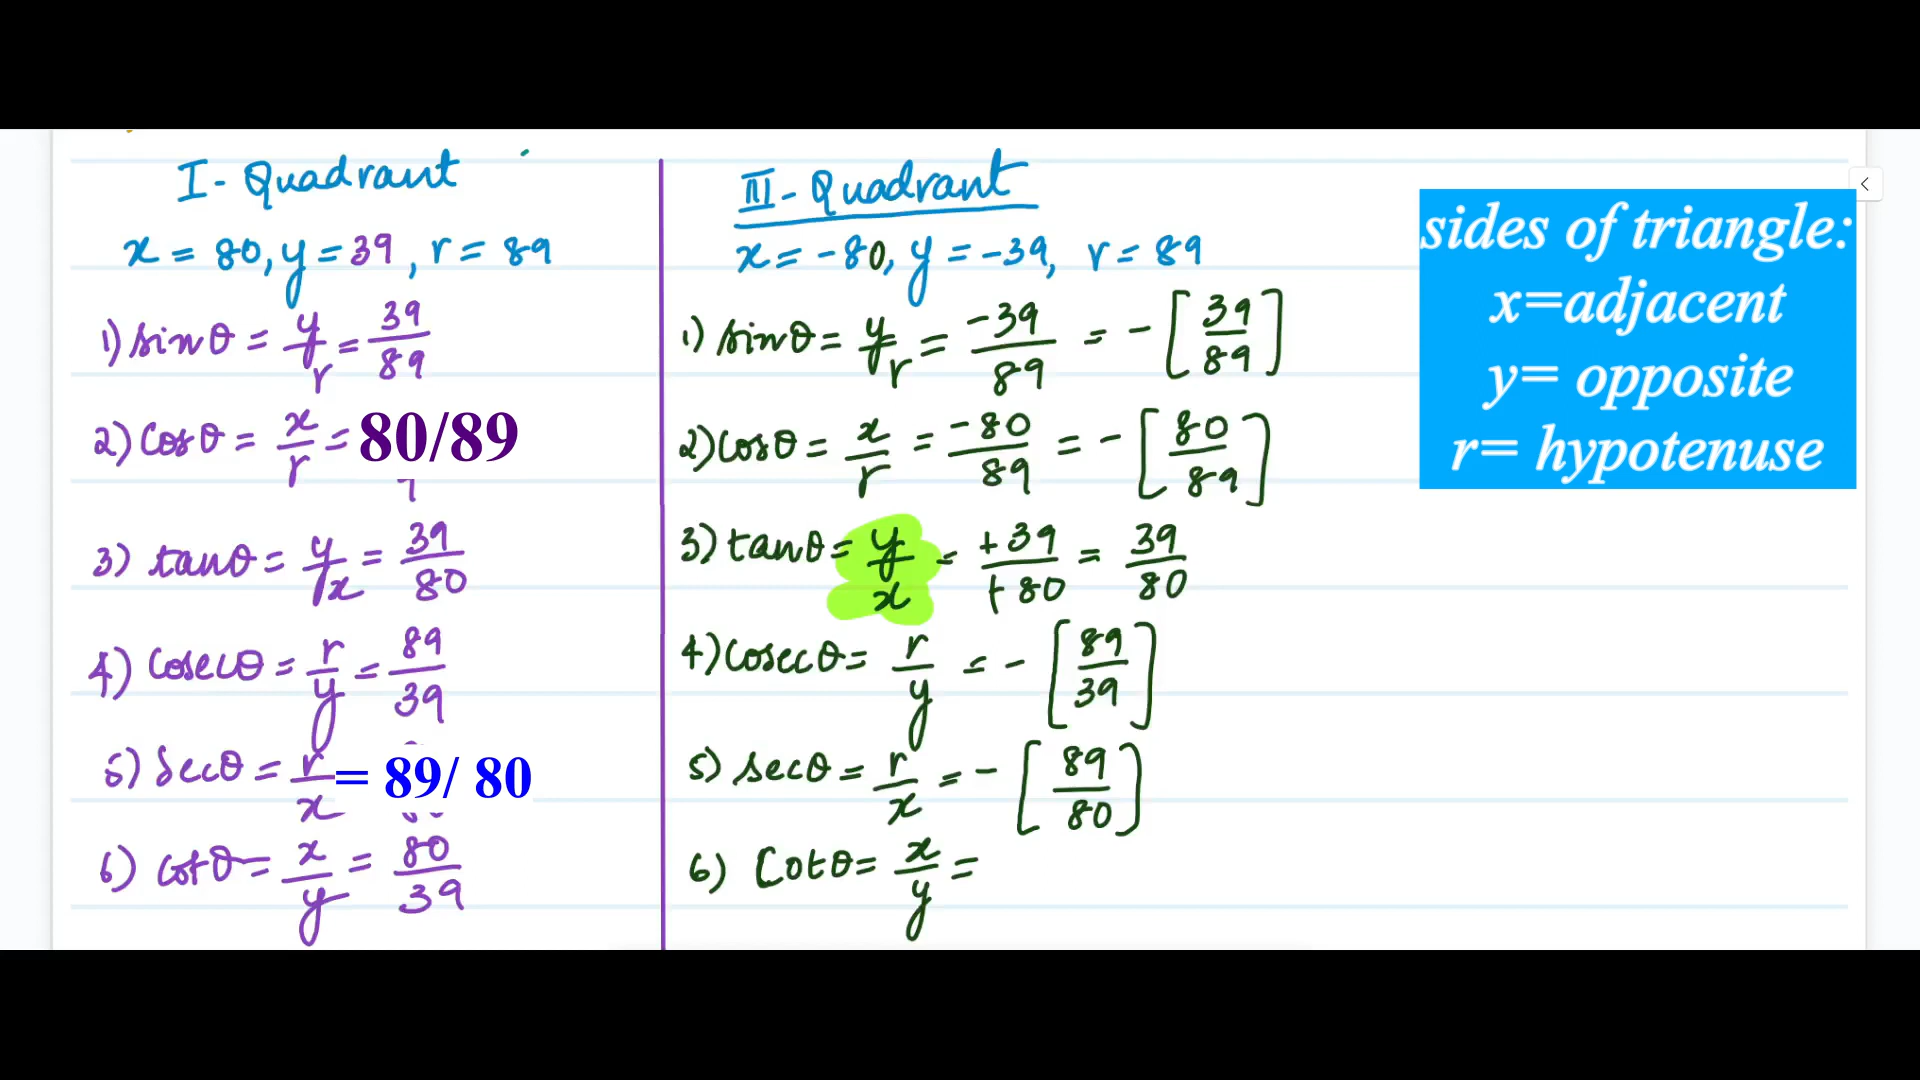 I - Quadrant
x = 80, y = 39, r = 89
1) sinθ = y/r = 39/89
2) cosθ = x/r = 80/89
3) tanθ = y/x = 39/80
4) cosecθ = r/y = 89/39
5) secθ = r/x = 89/ 80
6) cotθ = x/y = 80/39
III - Quadrant
x = -80, y = -39, r = 89
1) sinθ = y/r = -39/89 = - [39/89]
2) cosθ = x/r = -80/89 = - [80/89]
3) tanθ = y/x = +39/+80 = 39/80
4) cosecθ = r/y = - [89/39]
5) secθ = r/x = - [89/80]
6) Cotθ = x/y =
sides of triangle:
x=adjacent
y= opposite
r= hypotenuse